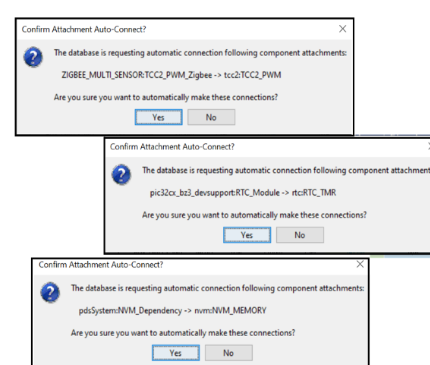 Confirm Attachment Auto-Connect?
The database is requesting automatic connection following component attachments:
ZIGBEE_MULTI_SENSOR:TCC2_PWM_Zigbee -> tcc2:TCC2_PWM
Are you sure you want to automatically make these connections?
Yes No
Confirm Attachment Auto-Connect?
The database is requesting automatic connection following component attachment
pic32cx_bz3_devsupport:RTC_Module -> rtc:RTC_TMR
Are you sure you want to automatically make these connections?
Yes No
Confirm Attachment Auto-Connect?
The database is requesting automatic connection following component attachments:
pdsSystem:NVM_Dependency -> nvm:NVM_MEMORY
Are you sure you want to automatically make these connections?
Yes No